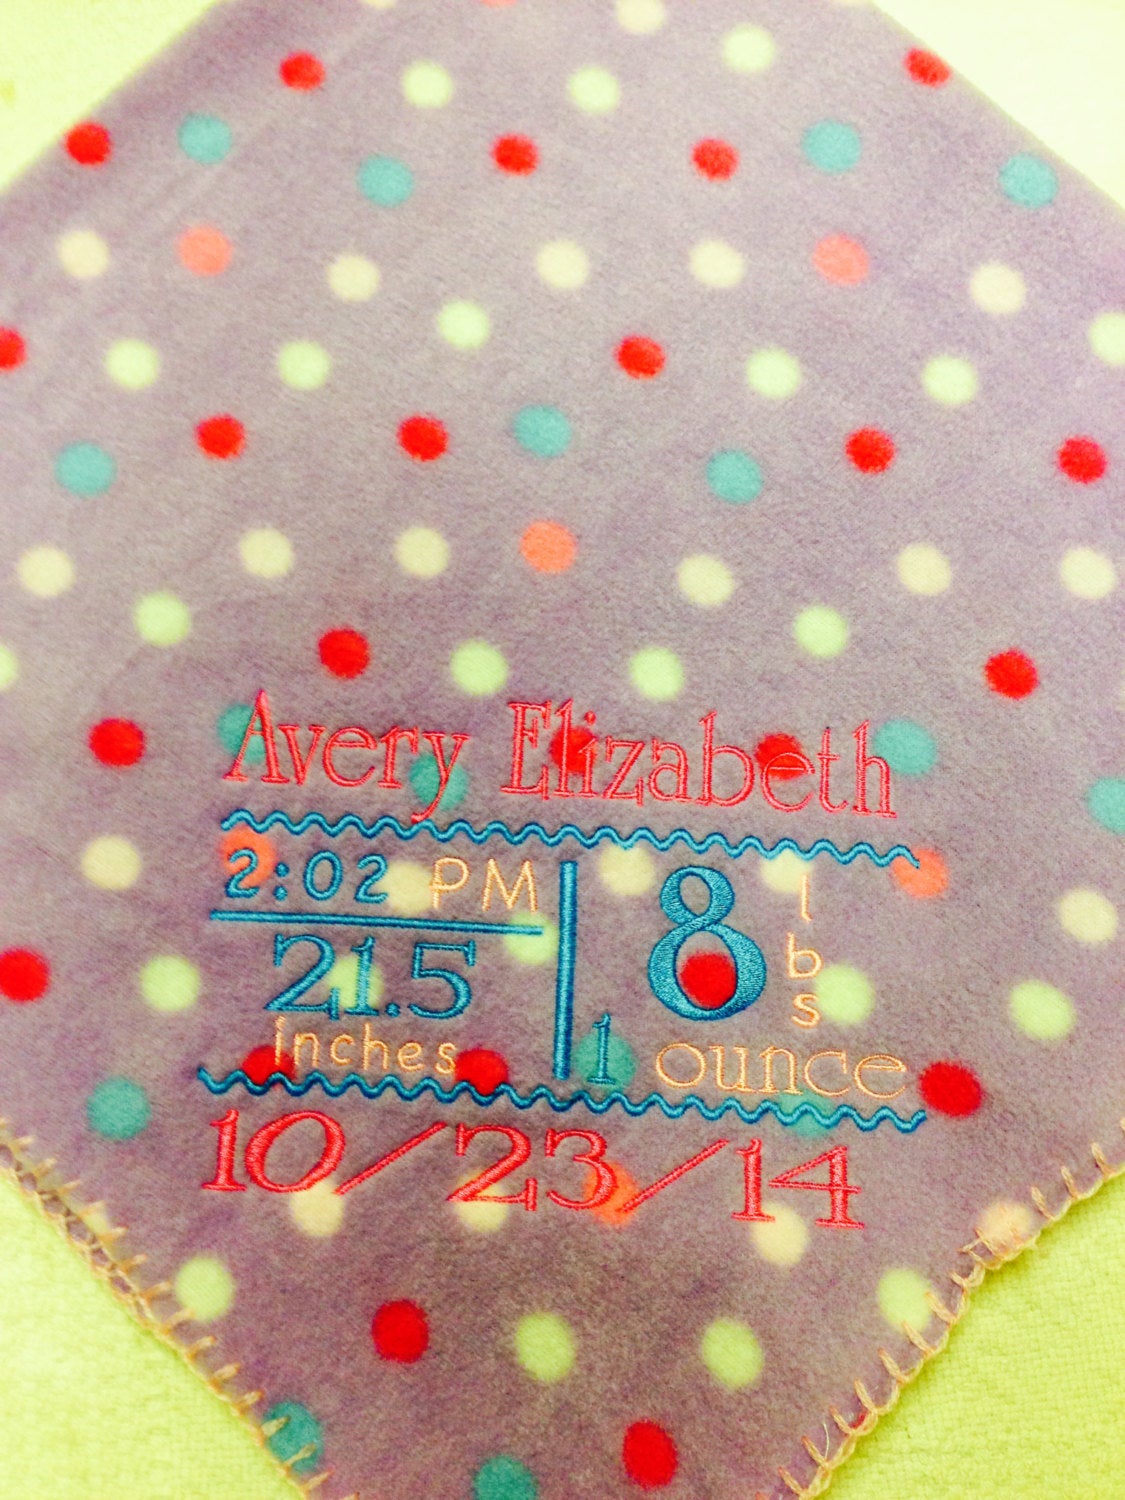 Avery Elizabeth
2:02 PM
21.5
inches
8 lbs
1 ounce
10/23/14